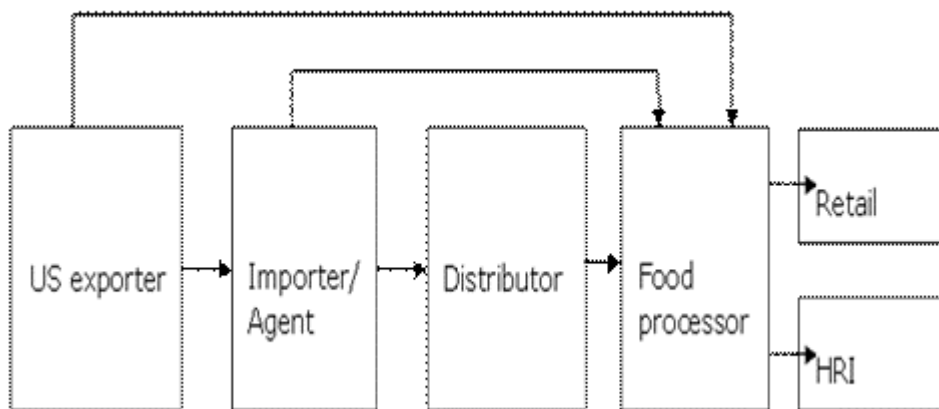 US exporter
Importer/
Agent
Distributor
Food
processor
Retail
HRI